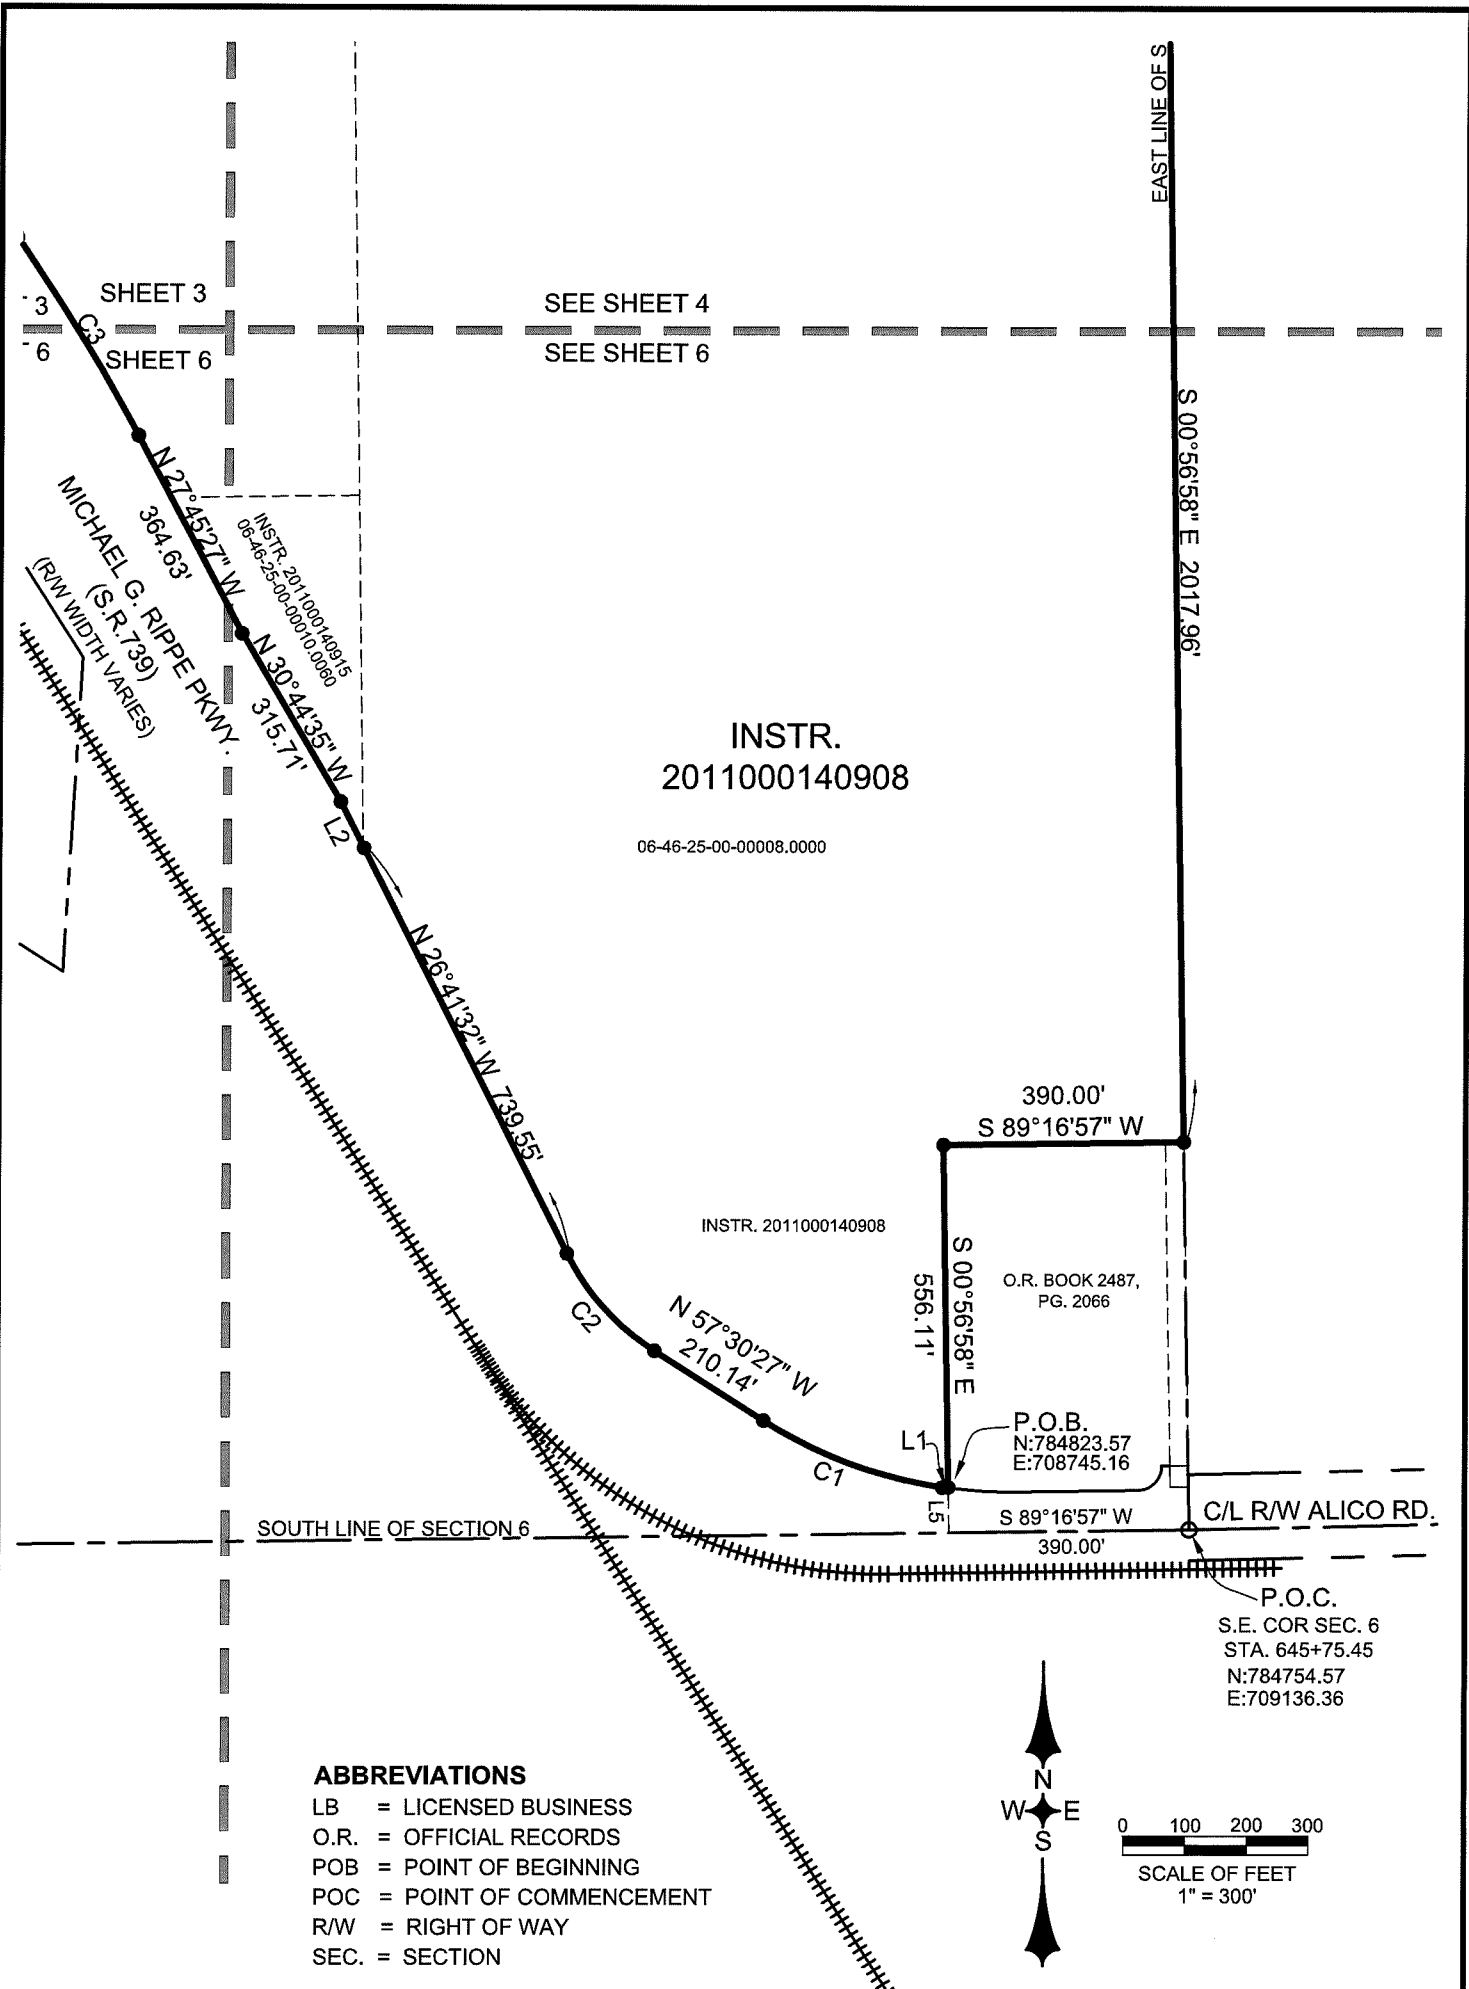 EAST LINE OF S
- 3
SHEET 3
SEE SHEET 4
C3
- 6
SHEET 6
SEE SHEET 6
S 00°56'58" E 2017.96'
N 27°45'27" W
364.63'
INSTR. 2011000140915
06-46-25-00-00010.0060
MICHAEL G. RIPPE PKWY.
(S.R.739)
(R/W WIDTH VARIES)
N 30°44'35" W
315.71'
L2
INSTR.
2011000140908
06-46-25-00-00008.0000
N 26°41'32" W 739.55'
390.00'
S 89°16'57" W
INSTR. 2011000140908
S 00°56'58" E
556.11'
O.R. BOOK 2487,
PG. 2066
C2
N 57°30'27" W
210.14'
C1
L1
P.O.B.
N:784823.57
E:708745.16
L5
S 89°16'57" W
390.00'
C/L R/W ALICO RD.
SOUTH LINE OF SECTION 6
P.O.C.
S.E. COR SEC. 6
STA. 645+75.45
N:784754.57
E:709136.36
ABBREVIATIONS
LB = LICENSED BUSINESS
O.R. = OFFICIAL RECORDS
POB = POINT OF BEGINNING
POC = POINT OF COMMENCEMENT
R/W = RIGHT OF WAY
SEC. = SECTION
N
W E
S
0 100 200 300
SCALE OF FEET
1" = 300'